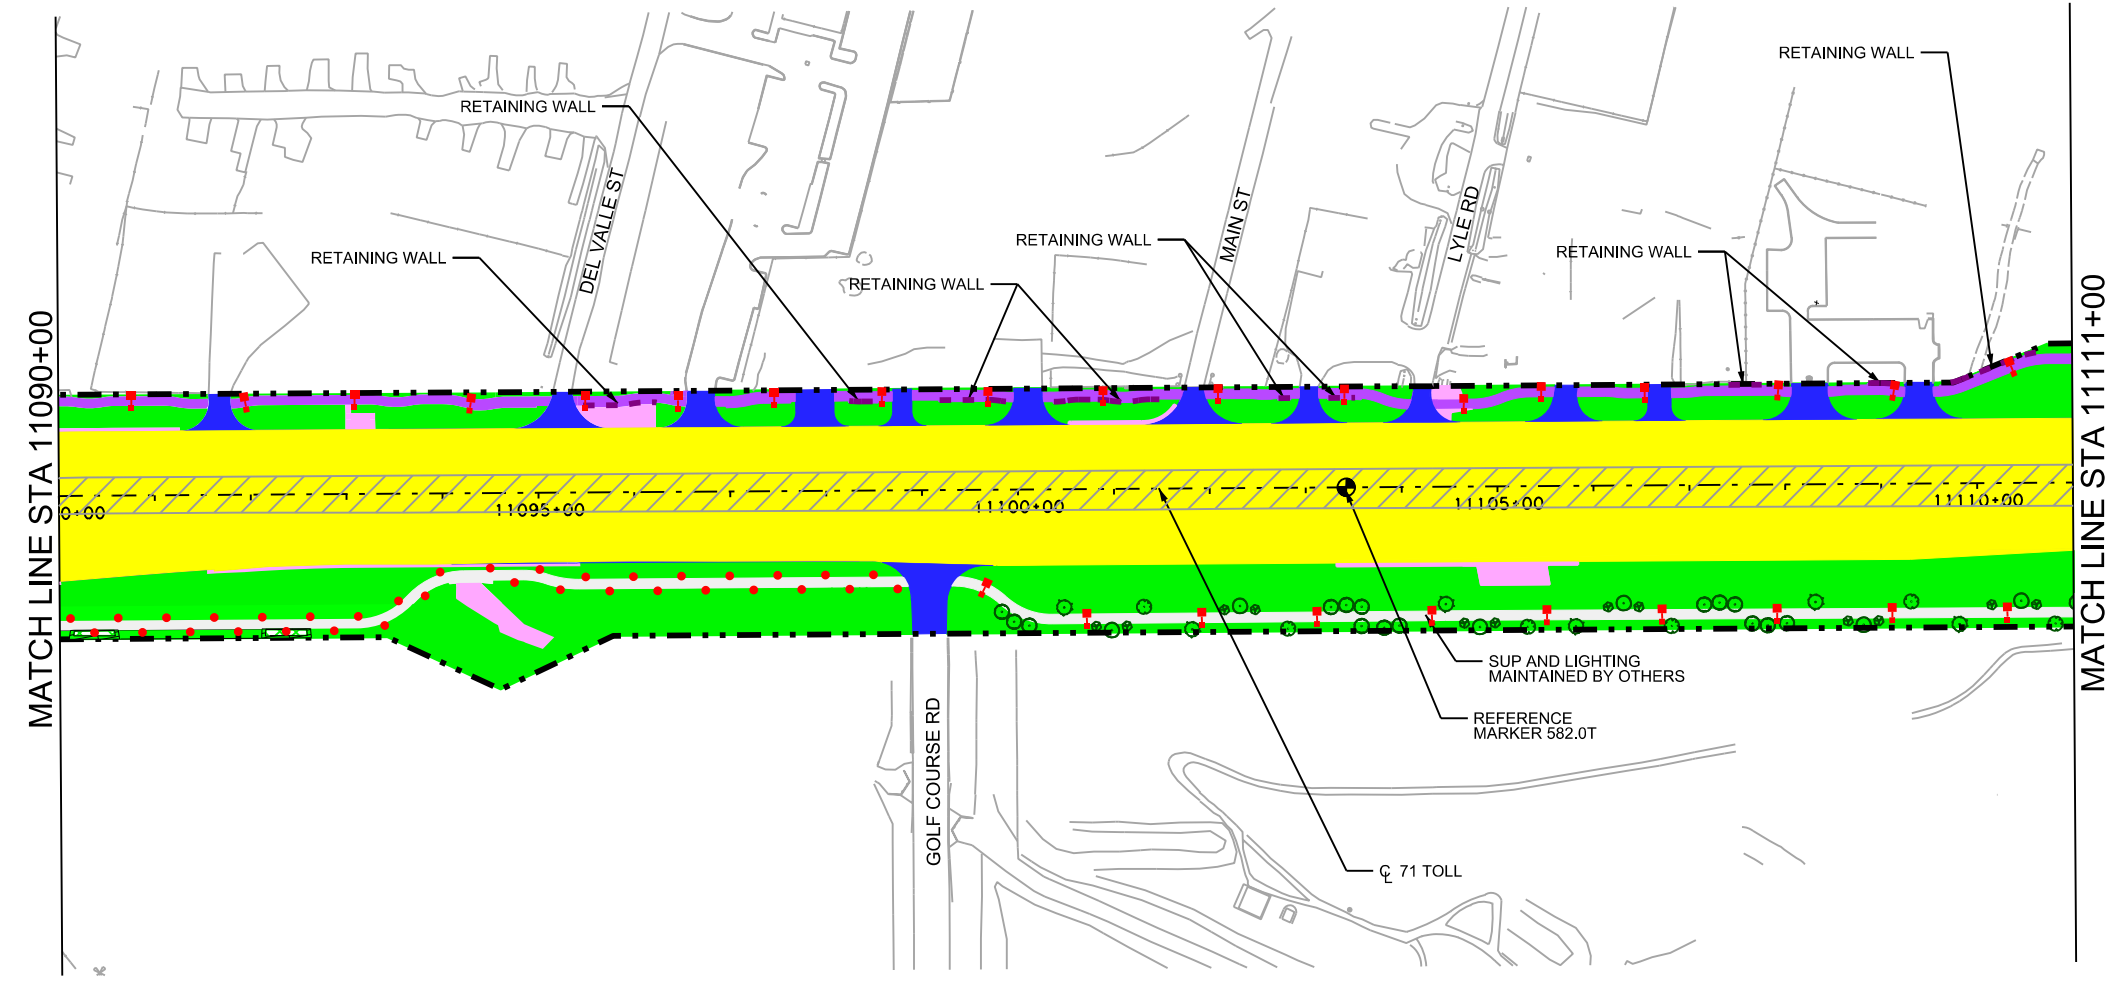 RETAINING WALL
RETAINING WALL
DEL VALLE ST
MAIN ST
LYLE RD
RETAINING WALL
RETAINING WALL
RETAINING WALL
RETAINING WALL
MATCH LINE STA 11090+00
MATCH LINE STA 11111+00
0+00
11095+00
11100+00
11105+00
11110+00
SUP AND LIGHTING
MAINTAINED BY OTHERS
REFERENCE
MARKER 582.0T
GOLF COURSE RD
℄ 71 TOLL